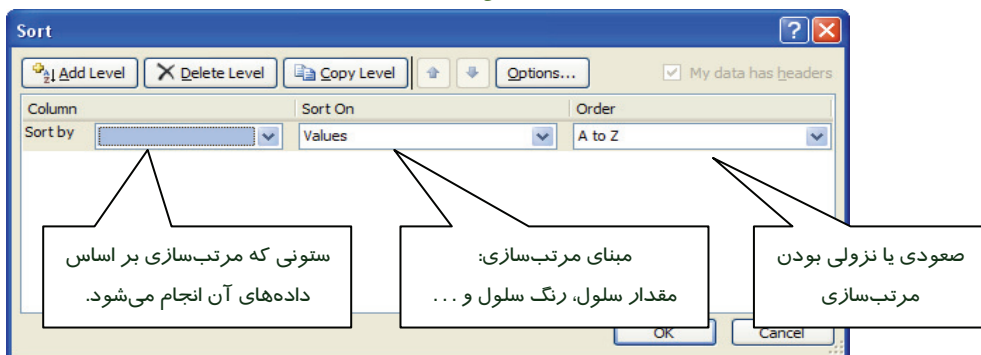 Sort
Add Level Delete Level Copy Level Options... My data has headers
Column Sort On Order
Sort by Values A to Z
ستونی که مرتب‌سازی بر اساس
داده‌های آن انجام می‌شود.
مبنای مرتب‌سازی:
مقدار سلول، رنگ سلول و ...
صعودی یا نزولی بودن
مرتب‌سازی
OK Cancel